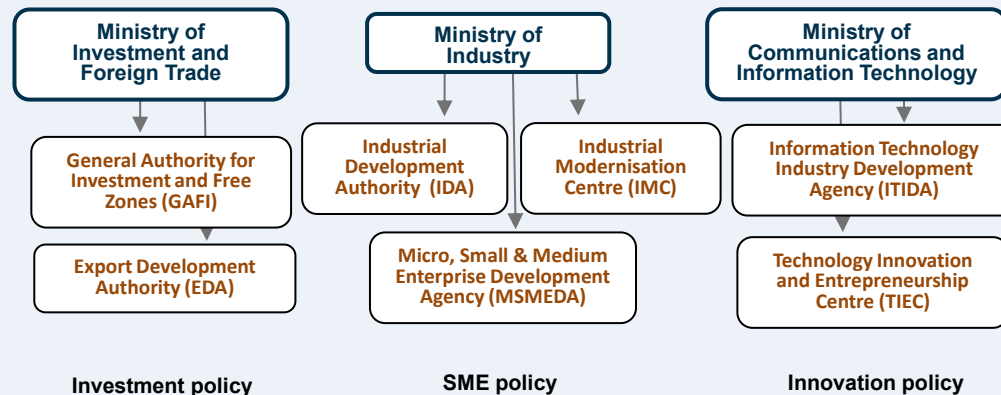 Ministry of
Investment and
Foreign Trade
Ministry of
Industry
Ministry of
Communications and
Information Technology
General Authority for
Investment and Free
Zones (GAFI)
Industrial
Development
Authority  (IDA)
Industrial
Modernisation
Centre (IMC)
Information Technology
Industry Development
Agency (ITIDA)
Export Development
Authority (EDA)
Micro, Small & Medium
Enterprise Development
Agency (MSMEDA)
Technology Innovation
and Entrepreneurship
Centre (TIEC)
Investment policy
SME policy
Innovation policy